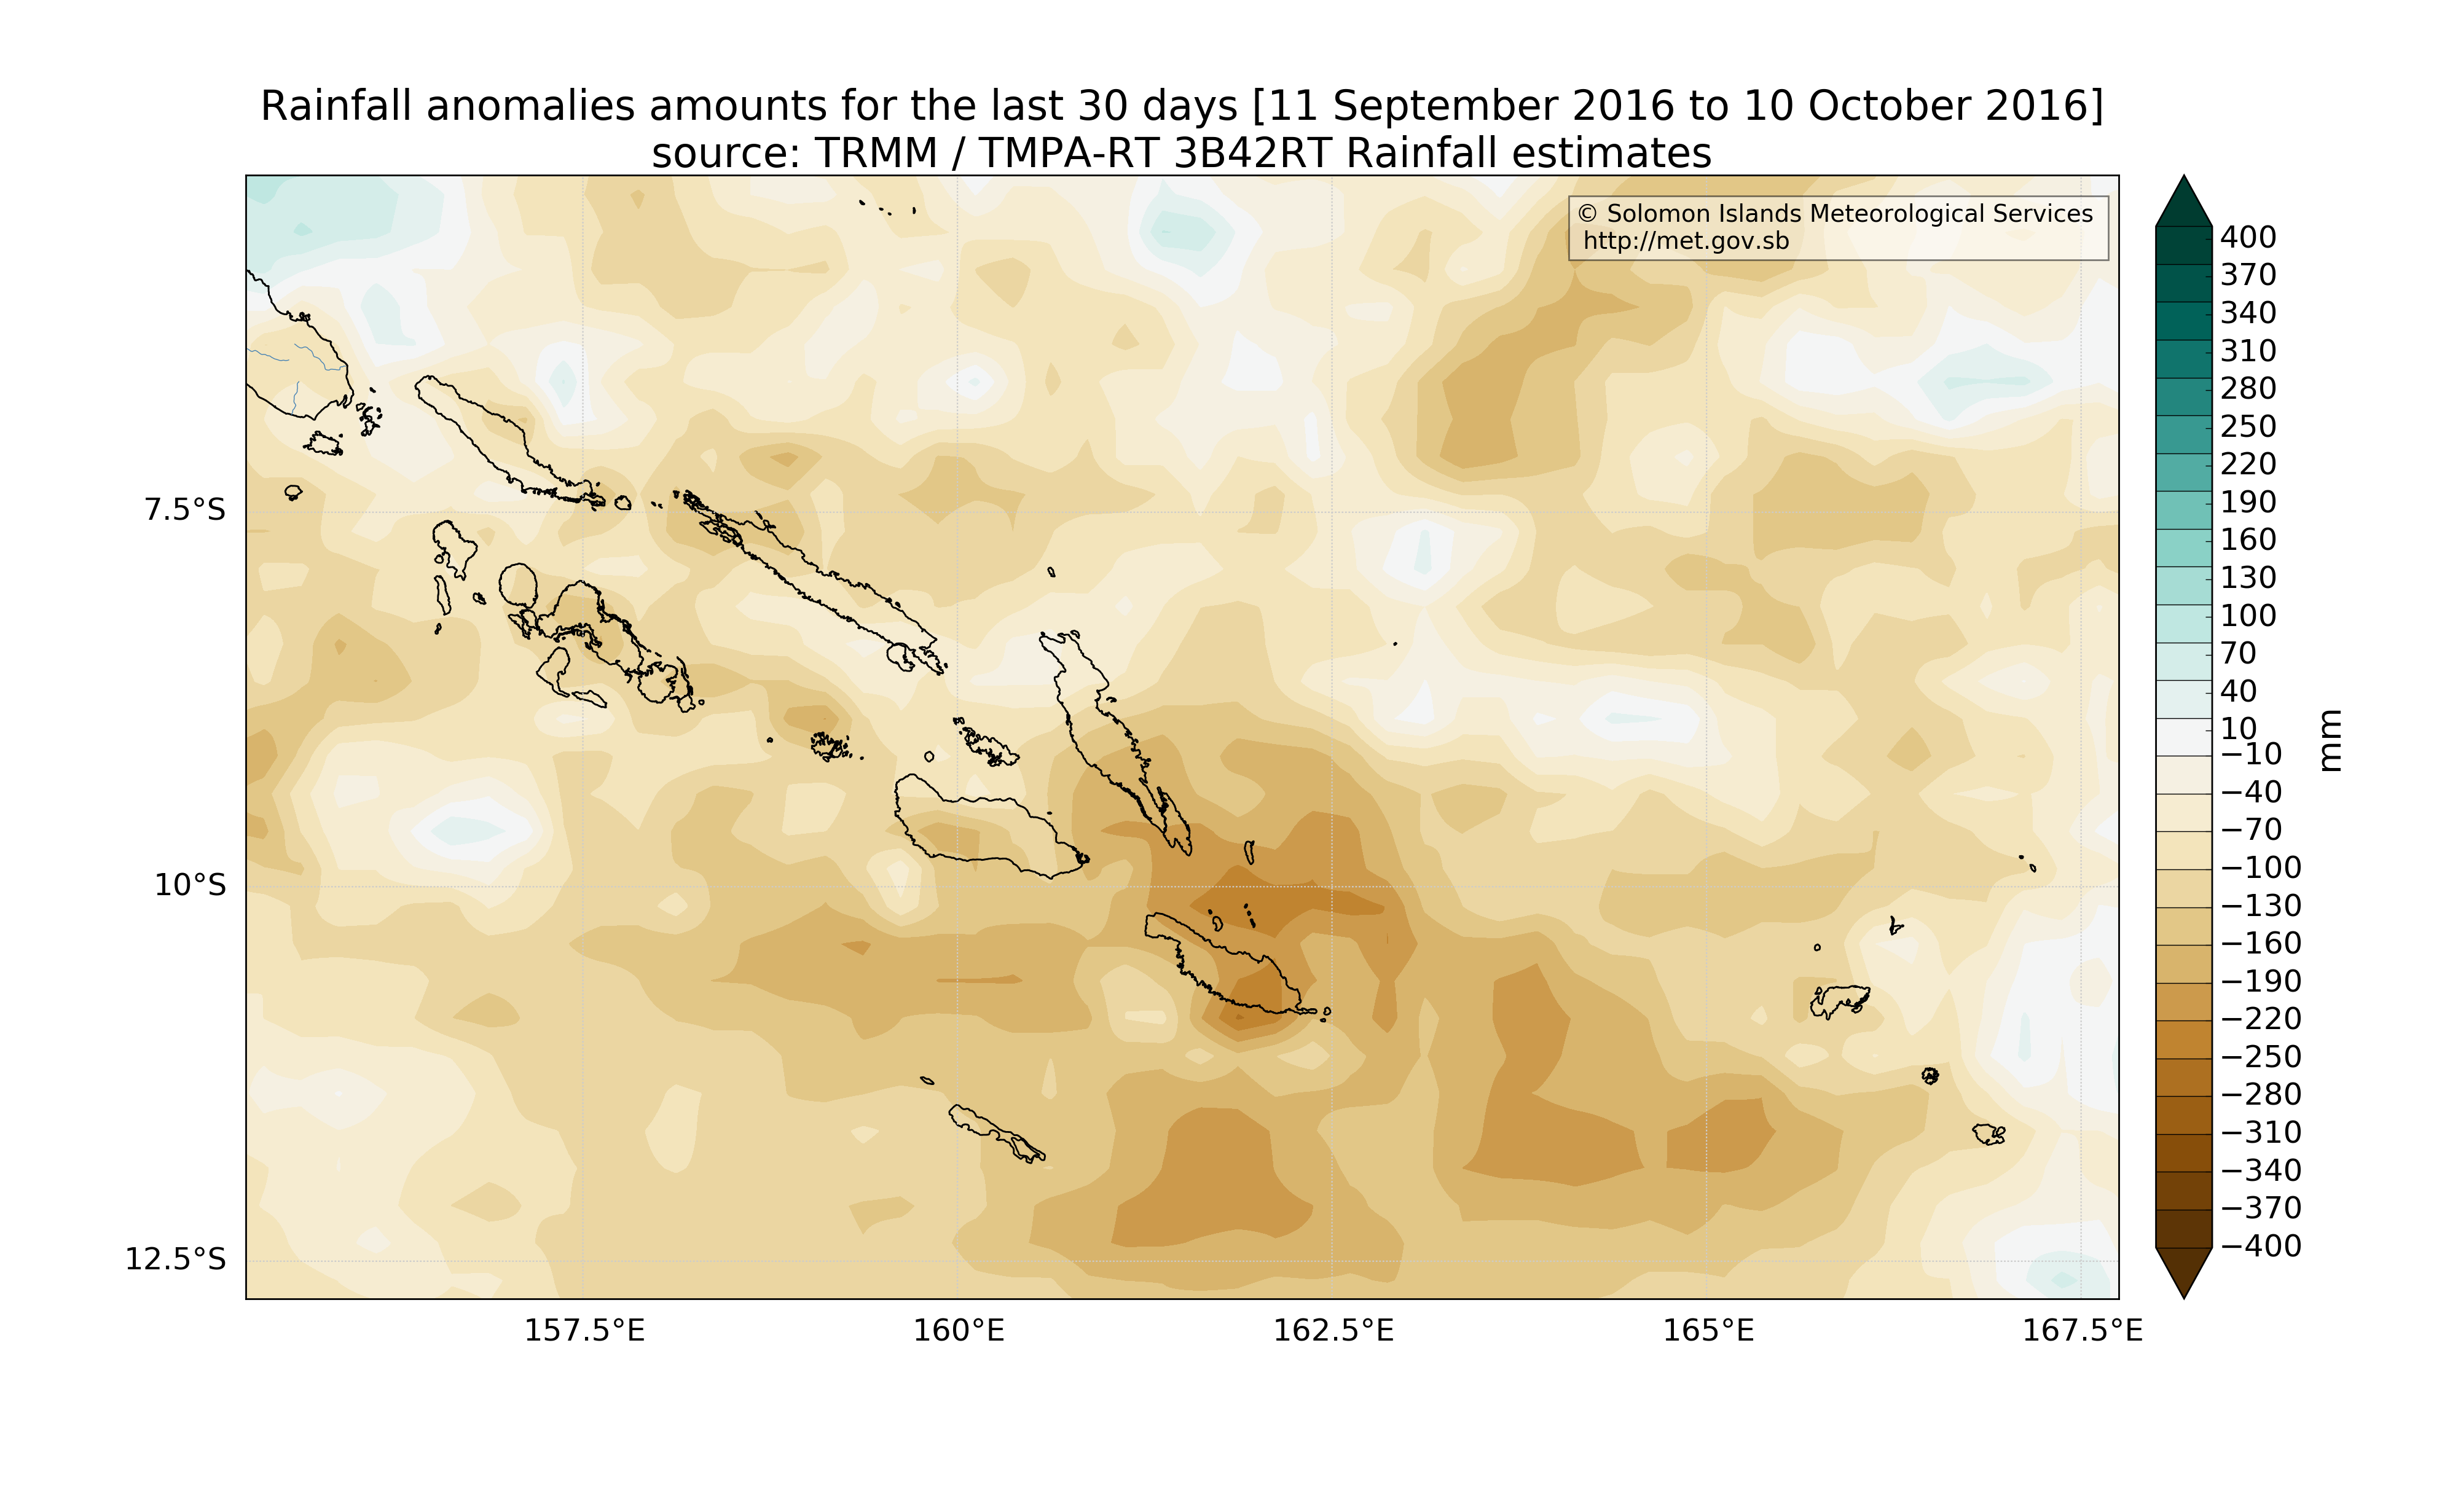 Rainfall anomalies amounts for the last 30 days [11 September 2016 to 10 October 2016]
source: TRMM / TMPA-RT 3B42RT Rainfall estimates
© Solomon Islands Meteorological Services
http://met.gov.sb
7.5°S
10°S
12.5°S
157.5°E
160°E
162.5°E
165°E
167.5°E
400
370
340
310
280
250
220
190
160
130
100
70
40
10
−10
−40
−70
−100
−130
−160
−190
−220
−250
−280
−310
−340
−370
−400
mm